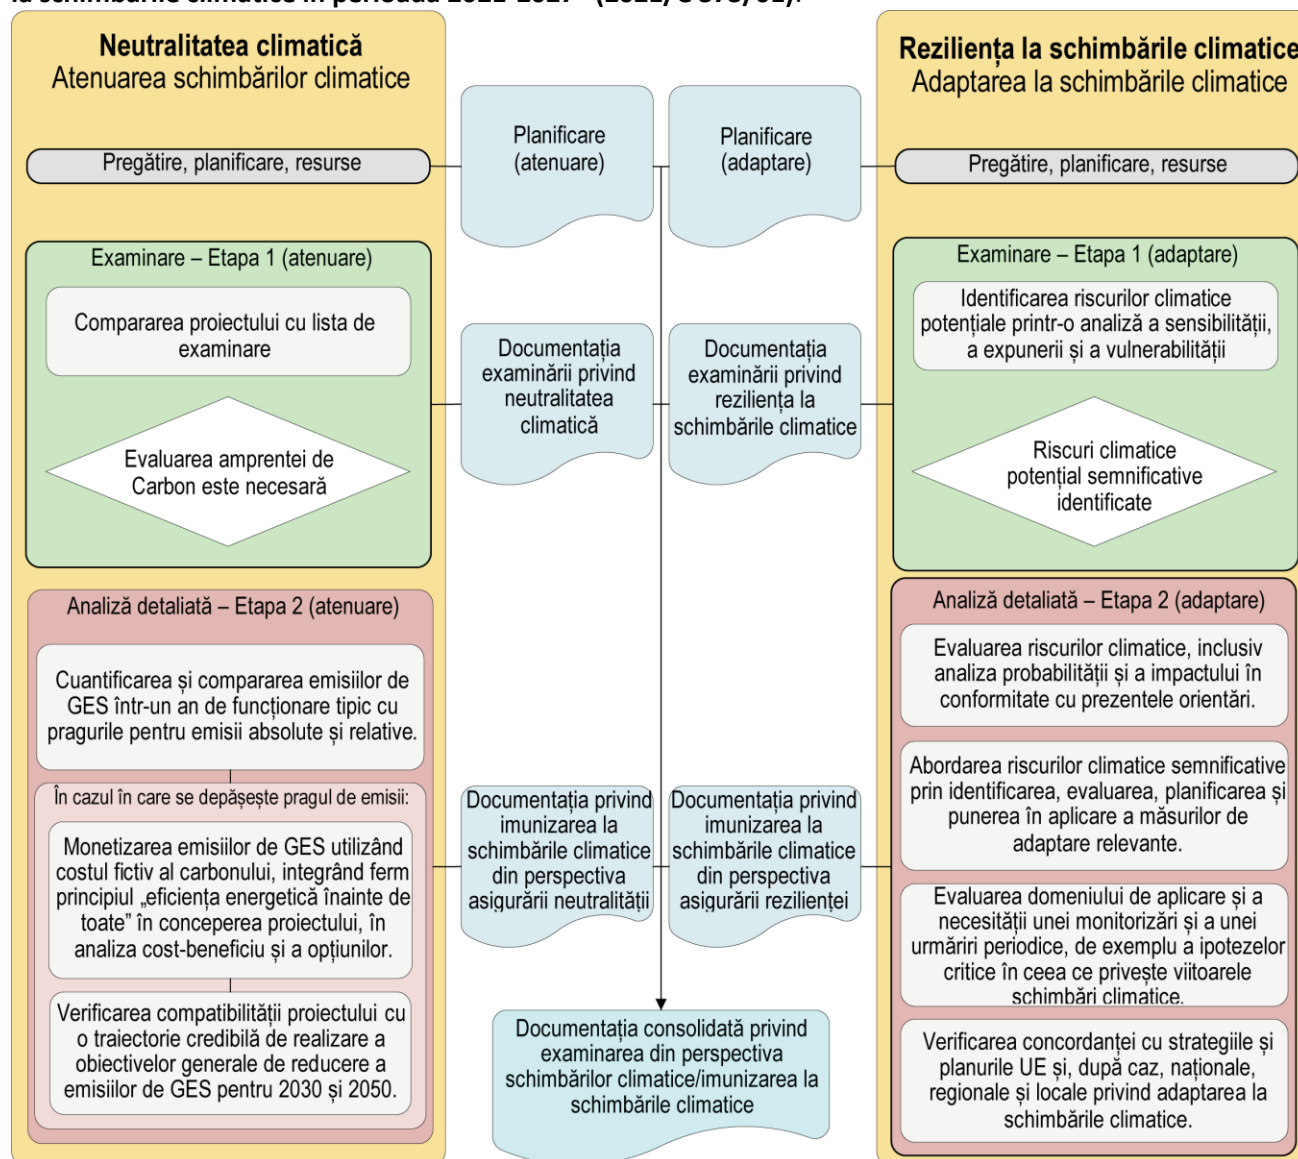 Neutralitatea climatică
Atenuarea schimbărilor climatice
Pregătire, planificare, resurse
Examinare – Etapa 1 (atenuare)
Compararea proiectului cu lista de
examinare
Evaluarea amprentei de
Carbon este necesară
Analiză detaliată – Etapa 2 (atenuare)
Cuantificarea și compararea emisiilor de
GES într-un an de funcționare tipic cu
pragurile pentru emisii absolute și relative.
În cazul în care se depășește pragul de emisii:
Monetizarea emisiilor de GES utilizând
costul fictiv al carbonului, integrând ferm
principiul „eficiența energetică înainte de
toate” în conceperea proiectului, în
analiza cost-beneficiu și a opțiunilor.
Verificarea compatibilității proiectului cu
o traiectorie credibilă de realizare a
obiectivelor generale de reducere a
emisiilor de GES pentru 2030 și 2050.
Planificare
(atenuare)
Planificare
(adaptare)
Documentația
examinării privind
neutralitatea
climatică
Documentația
examinării privind
reziliența la
schimbările climatice
Documentația privind
imunizarea la
schimbările climatice
din perspectiva
asigurării neutralității
Documentația privind
imunizarea la
schimbările climatice
din perspectiva
asigurării rezilienței
Documentația consolidată privind
examinarea din perspectiva
schimbărilor climatice/imunizarea la
schimbările climatice
Reziliența la schimbările climatice
Adaptarea la schimbările climatice
Pregătire, planificare, resurse
Examinare – Etapa 1 (adaptare)
Identificarea riscurilor climatice
potențiale printr-o analiză a sensibilității,
a expunerii și a vulnerabilității
Riscuri climatice
potențial semnificative
identificate
Analiză detaliată – Etapa 2 (adaptare)
Evaluarea riscurilor climatice, inclusiv
analiza probabilității și a impactului în
conformitate cu prezentele orientări.
Abordarea riscurilor climatice semnificative
prin identificarea, evaluarea, planificarea și
punerea în aplicare a măsurilor de
adaptare relevante.
Evaluarea domeniului de aplicare și a
necesității unei monitorizări și a unei
urmăriri periodice, de exemplu a ipotezelor
critice în ceea ce privește viitoarele
schimbări climatice.
Verificarea concordanței cu strategiile și
planurile UE și, după caz, naționale,
regionale și locale privind adaptarea la
schimbările climatice.